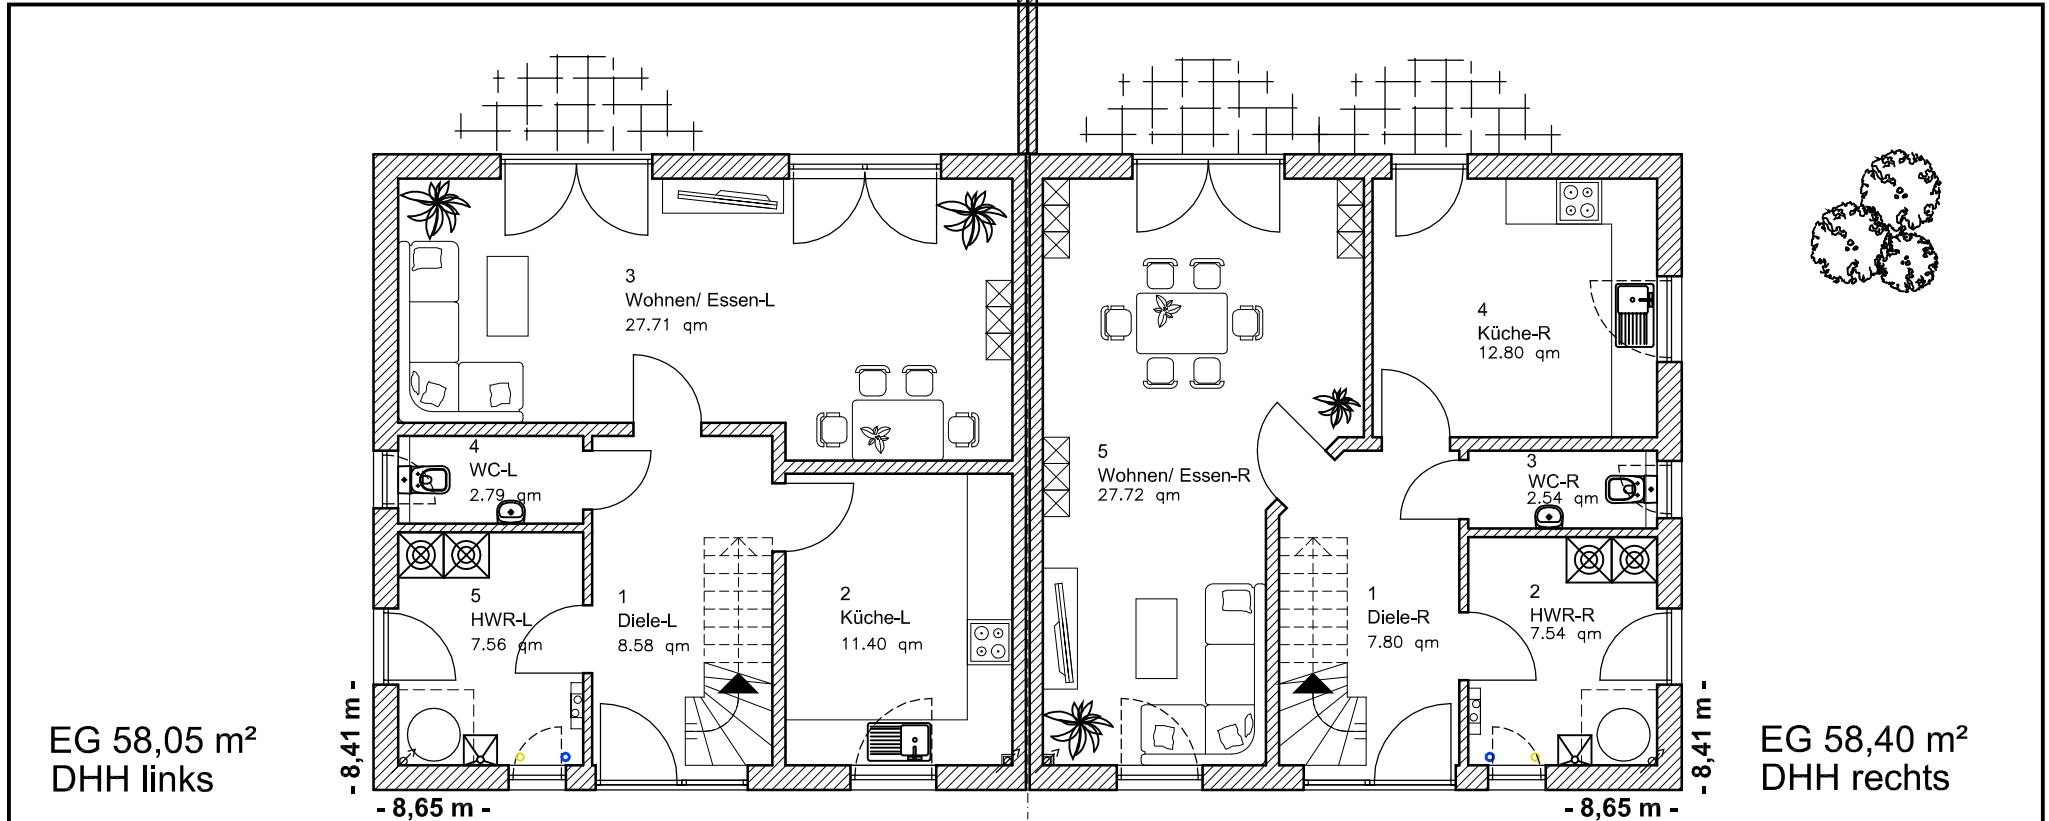 3
Wohnen/ Essen-L
27.71 qm
4
WC-L
2.79 qm
5
HWR-L
7.56 qm
1
Diele-L
8.58 qm
2
Küche-L
11.40 qm
5
Wohnen/ Essen-R
27.72 qm
4
Küche-R
12.80 qm
3
WC-R
2.54 qm
1
Diele-R
7.80 qm
2
HWR-R
7.54 qm
EG 58,05 m²
DHH links
- 8,41 m -
- 8,65 m -
EG 58,40 m²
DHH rechts
- 8,41 m -
- 8,65 m -